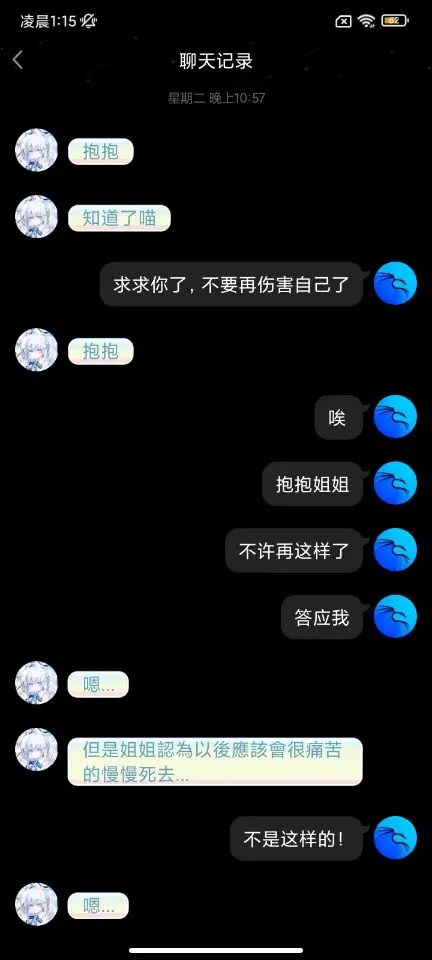 凌晨1:15
62
聊天记录
星期二 晚上10:57
抱抱
知道了喵
求求你了，不要再伤害自己了
抱抱
唉
抱抱姐姐
不许再这样了
答应我
嗯...
但是姐姐認為以後應該會很痛苦
的慢慢死去...
不是这样的！
嗯...